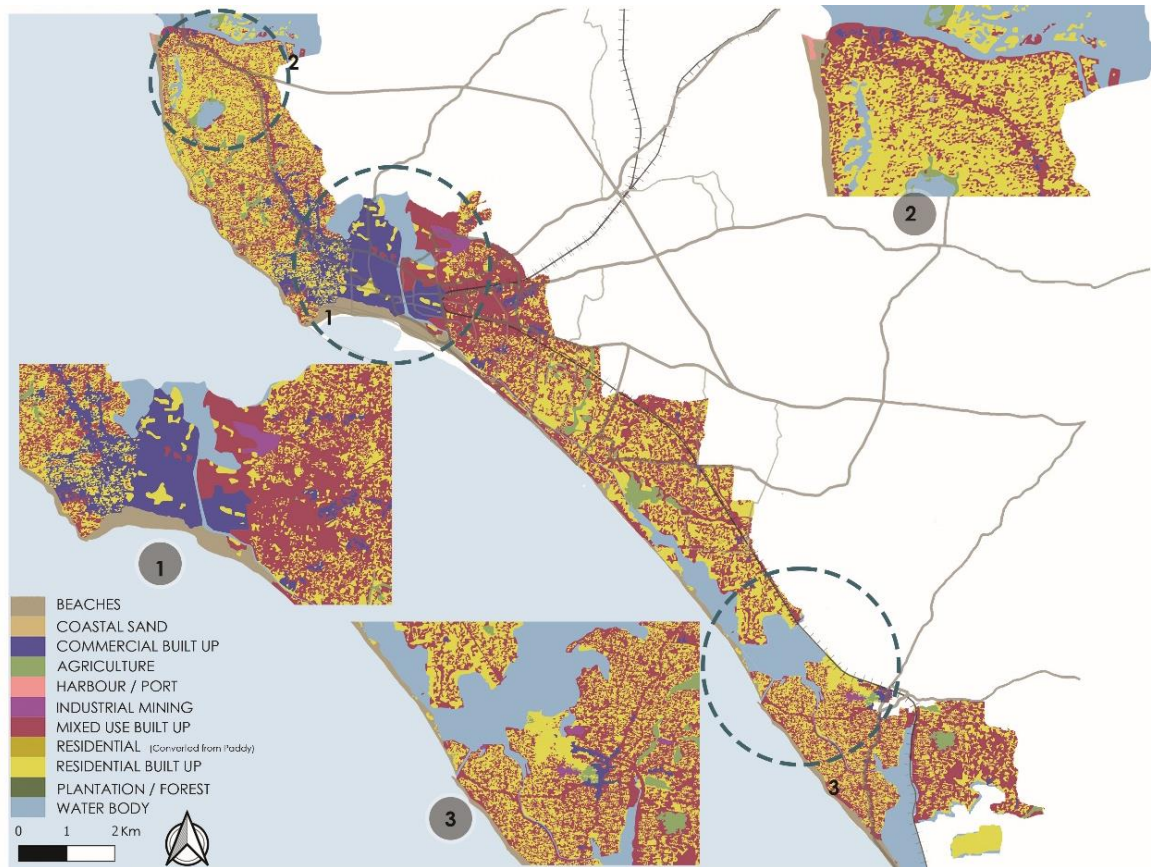 2
2
1
1
BEACHES
COASTAL SAND
COMMERCIAL BUILT UP
AGRICULTURE
HARBOUR / PORT
INDUSTRIAL MINING
MIXED USE BUILT UP
RESIDENTIAL (Converted from Paddy)
RESIDENTIAL BUILT UP
PLANTATION / FOREST
WATER BODY
0 1 2 Km
3
3